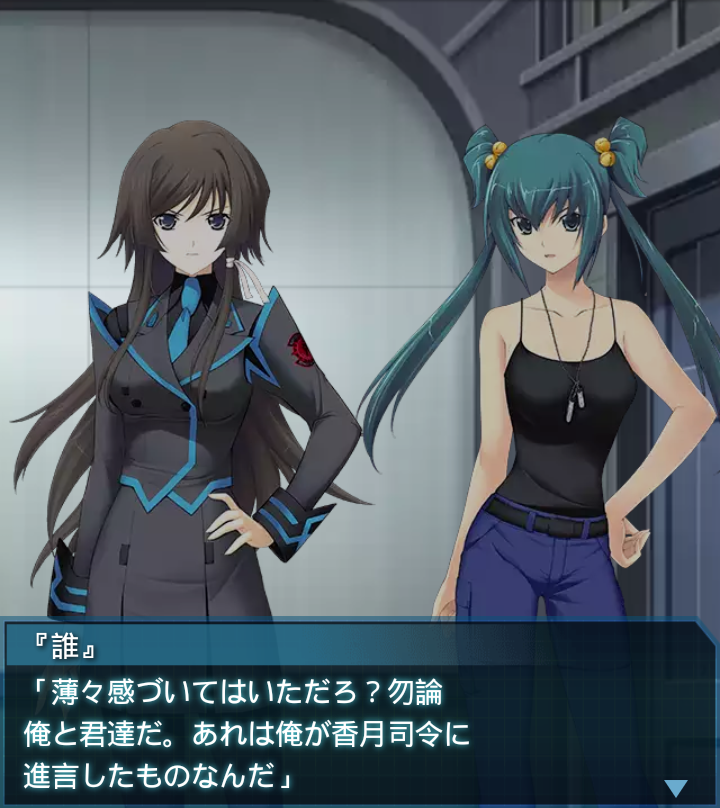 『誰』
「薄々感づいてはいただろ？勿論
俺と君達だ。あれは俺が香月司令に
進言したものなんだ」